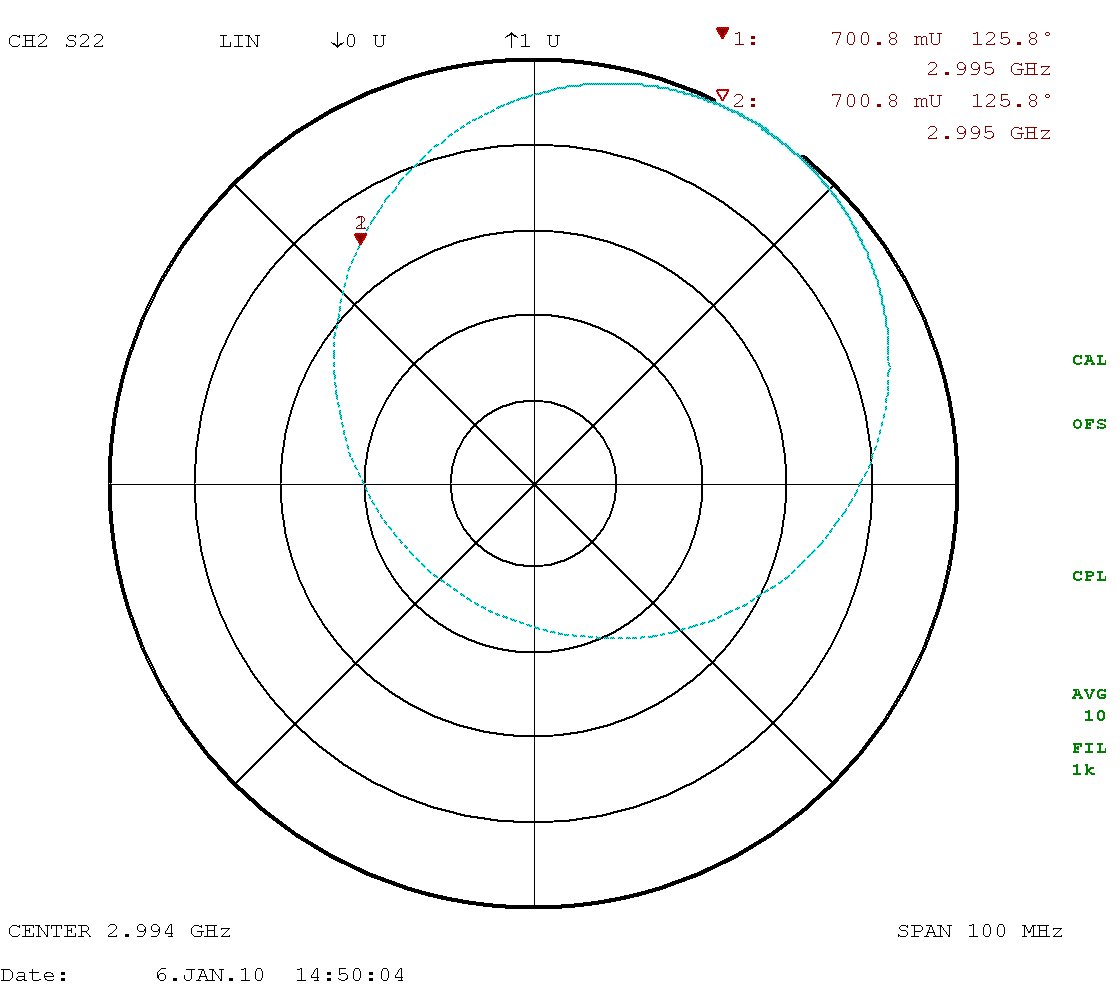 CH2 S22 LIN ↓0 U ↑1 U ▼1: 700.8 mU 125.8°
2.995 GHz
▽2: 700.8 mU 125.8°
2.995 GHz
CAL
OFS
CPL
AVG
10
FIL
1k
CENTER 2.994 GHz SPAN 100 MHz
Date: 6.JAN.10 14:50:04